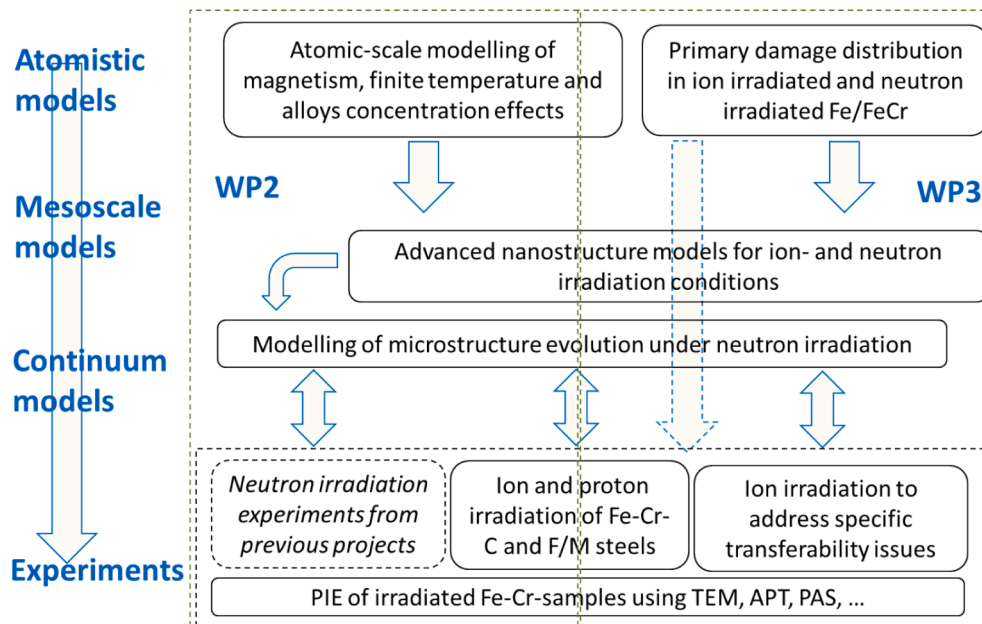 Atomistic
models
Atomic-scale modelling of
magnetism, finite temperature and
alloys concentration effects
Primary damage distribution
in ion irradiated and neutron
irradiated Fe/FeCr
WP2
WP3
Mesoscale
models
Advanced nanostructure models for ion- and neutron
irradiation conditions
Modelling of microstructure evolution under neutron irradiation
Continuum
models
Neutron irradiation
experiments from
previous projects
Ion and proton
irradiation of Fe-Cr-
C and F/M steels
Ion irradiation to
address specific
transferability issues
Experiments
PIE of irradiated Fe-Cr-samples using TEM, APT, PAS, ...